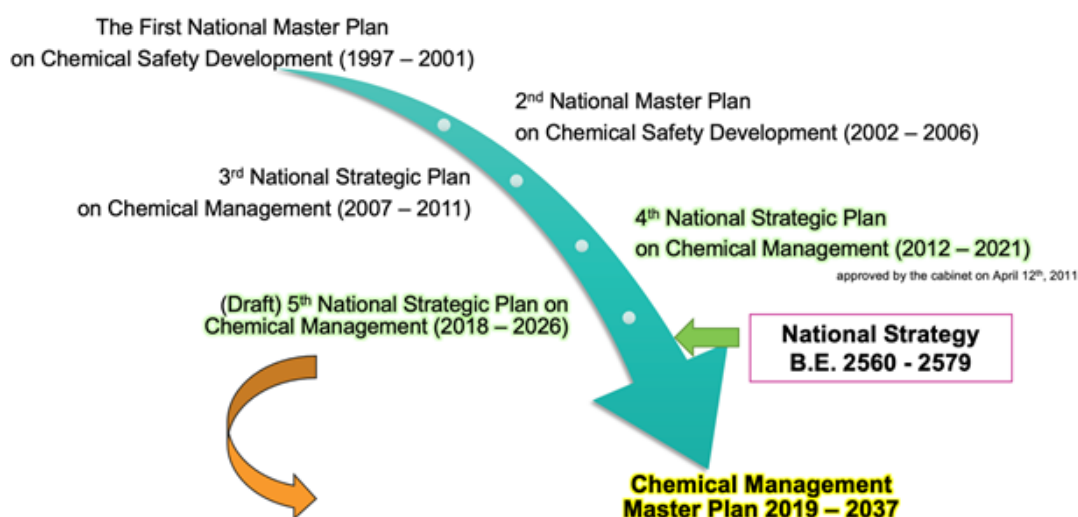 The First National Master Plan
on Chemical Safety Development (1997 – 2001)
2nd National Master Plan
on Chemical Safety Development (2002 – 2006)
3rd National Strategic Plan
on Chemical Management (2007 – 2011)
4th National Strategic Plan
on Chemical Management (2012 – 2021)
approved by the cabinet on April 12th, 2011
(Draft) 5th National Strategic Plan on
Chemical Management (2018 – 2026)
National Strategy
B.E. 2560 - 2579
Chemical Management
Master Plan 2019 – 2037